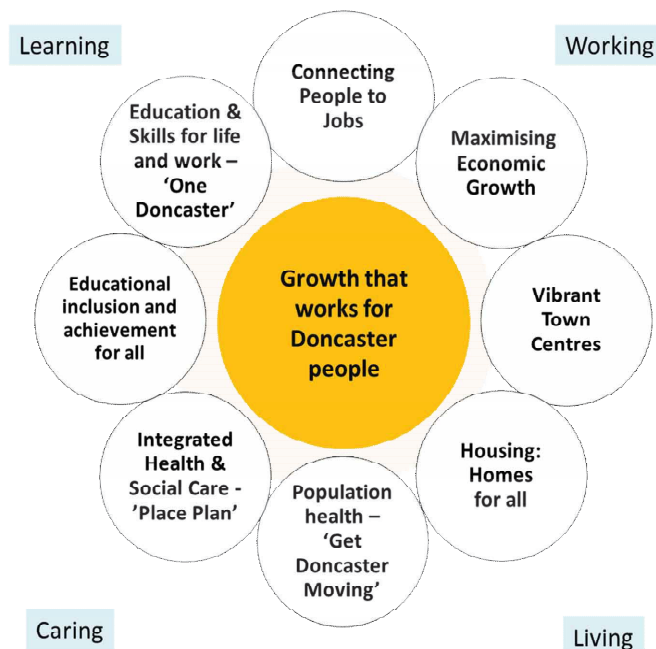 Learning
Working
Connecting
People to
Jobs
Education &
Skills for life
and work –
‘One
Doncaster’
Maximising
Economic
Growth
Educational
inclusion and
achievement
for all
Growth that
works for
Doncaster
people
Vibrant
Town
Centres
Integrated
Health &
Social Care -
’Place Plan’
Population
health –
‘Get
Doncaster
Moving’
Housing:
Homes
for all
Caring
Living